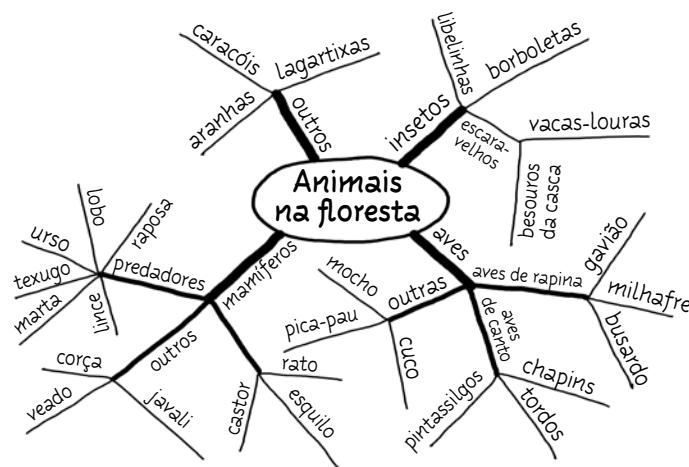 Animais
na floresta
outros
caracóis
lagartixas
aranhas
insetos
libelinhas
borboletas
escara-
velhos
vacas-louras
besouros
da casca
aves
aves de rapina
gavião
milhafre
busardo
aves
de canto
chapins
tordos
pintassilgos
outras
mocho
pica-pau
cuco
mamíferos
predadores
raposa
lobo
urso
texugo
marta
lince
outros
corça
veado
javali
rato
esquilo
castor